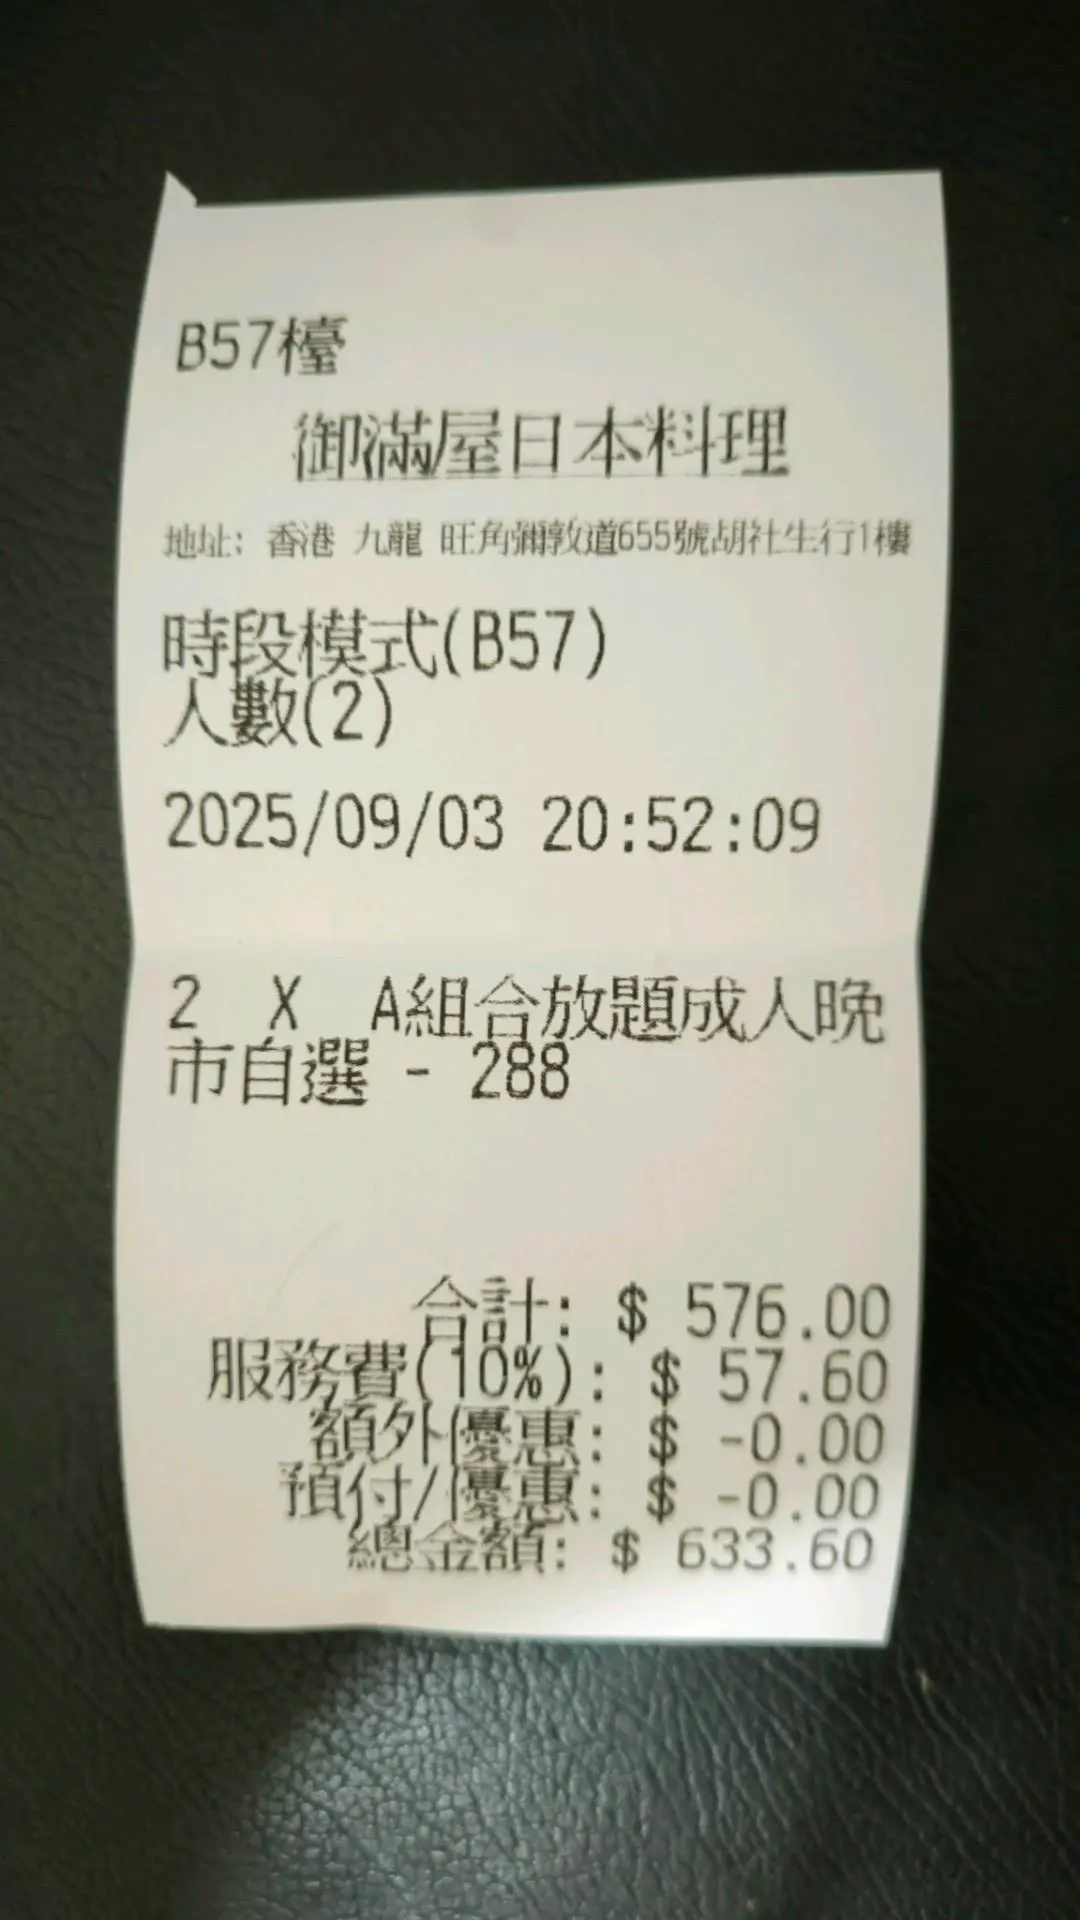 B57檯
御滿屋日本料理
地址: 香港 九龍 旺角彌敦道655號胡社生行1樓
時段模式(B57)
人數(2)
2025/09/03 20:52:09
2 X A組合放題成人晚
市自選 - 288
合計: $ 576.00
服務費(10%): $ 57.60
額外優惠: $ -0.00
預付/優惠: $ -0.00
總金額: $ 633.60